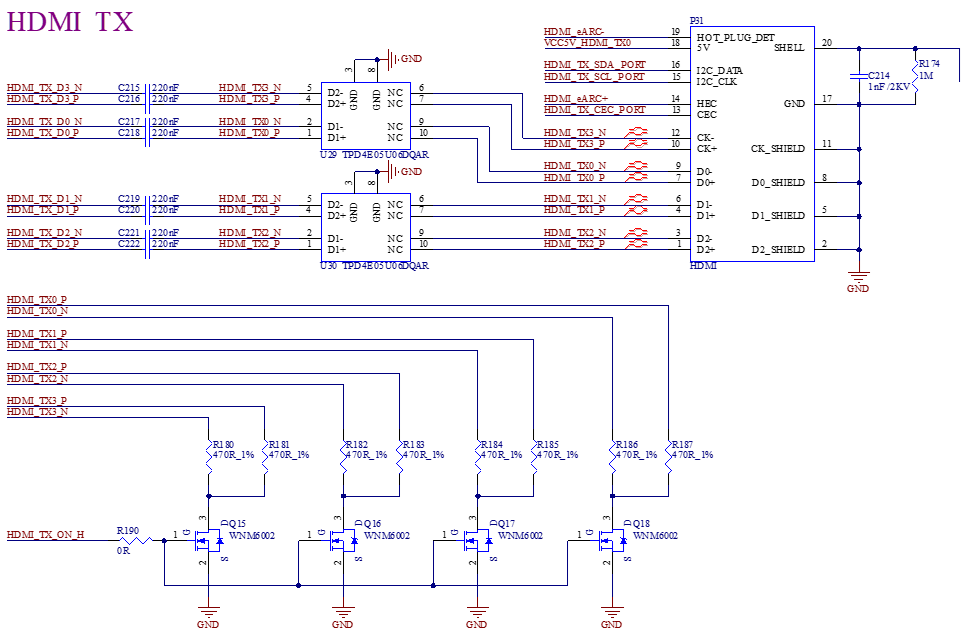 HDMI TX
P31
HDMI_eARC- 19 HOT_PLUG_DET
VCC5V_HDMI_TX0 18 5V
SHELL 20
HDMI_TX_SDA_PORT 16 I2C_DATA
HDMI_TX_SCL_PORT 15 I2C_CLK
C214
1nF/2KV
R174
1M
HDMI_eARC+ 14 HEC
HDMI_TX_CEC_PORT 13 CEC
GND 17
HDMI_TX3_N 12 CK-
HDMI_TX3_P 10 CK+
CK_SHIELD 11
HDMI_TX0_N 9 D0-
HDMI_TX0_P 7 D0+
D0_SHIELD 8
HDMI_TX1_N 6 D1-
HDMI_TX1_P 4 D1+
D1_SHIELD 5
HDMI_TX2_N 3 D2-
HDMI_TX2_P 1 D2+
D2_SHIELD 2
HDMI
GND
3 8 GND
HDMI_TX_D3_N C215 220nF HDMI_TX3_N 5 D2- GND GND NC 6
HDMI_TX_D3_P C216 220nF HDMI_TX3_P 4 D2+ NC 7
HDMI_TX_D0_N C217 220nF HDMI_TX0_N 2 D1- NC 9
HDMI_TX_D0_P C218 220nF HDMI_TX0_P 1 D1+ NC 10
U29 TPD4E05U06DQAR
3 8 GND
HDMI_TX_D1_N C219 220nF HDMI_TX1_N 5 D2- GND GND NC 6
HDMI_TX_D1_P C220 220nF HDMI_TX1_P 4 D2+ NC 7
HDMI_TX_D2_N C221 220nF HDMI_TX2_N 2 D1- NC 9
HDMI_TX_D2_P C222 220nF HDMI_TX2_P 1 D1+ NC 10
U30 TPD4E05U06DQAR
HDMI_TX0_P
HDMI_TX0_N
HDMI_TX1_P
HDMI_TX1_N
HDMI_TX2_P
HDMI_TX2_N
HDMI_TX3_P
HDMI_TX3_N
R180 R181 R182 R183 R184 R185 R186 R187
470R_1% 470R_1% 470R_1% 470R_1% 470R_1% 470R_1% 470R_1% 470R_1%
3 D Q15 3 D Q16 3 D Q17 3 D Q18
HDMI_TX_ON_H R190 1 G WNM6002 1 G WNM6002 1 G WNM6002 1 G WNM6002
0R
2 S 2 S 2 S 2 S
GND GND GND GND